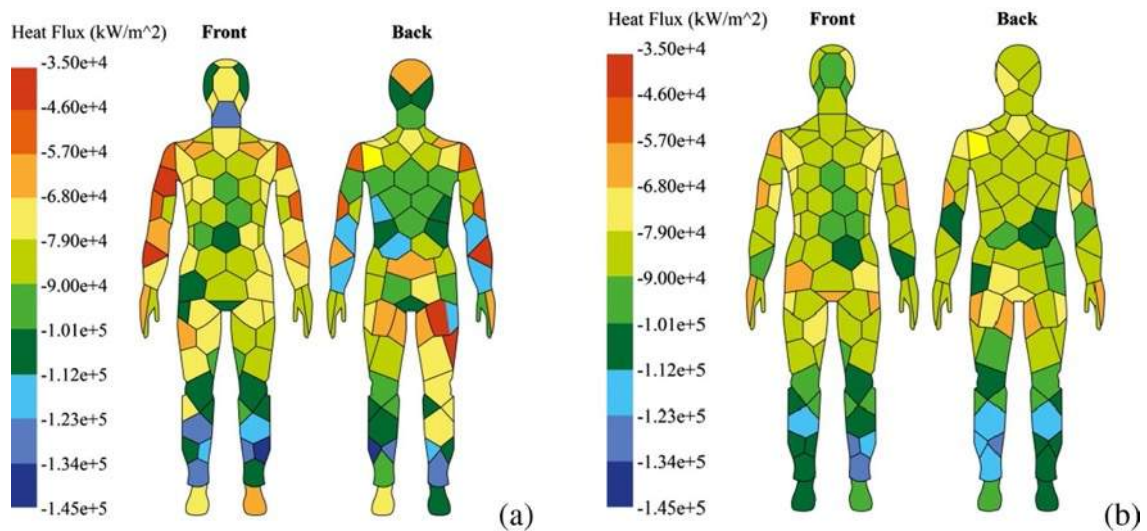 Heat Flux (kW/m^2) Front Back
-3.50e+4
-4.60e+4
-5.70e+4
-6.80e+4
-7.90e+4
-9.00e+4
-1.01e+5
-1.12e+5
-1.23e+5
-1.34e+5
-1.45e+5
(a)
Heat Flux (kW/m^2) Front Back
-3.50e+4
-4.60e+4
-5.70e+4
-6.80e+4
-7.90e+4
-9.00e+4
-1.01e+5
-1.12e+5
-1.23e+5
-1.34e+5
-1.45e+5
(b)